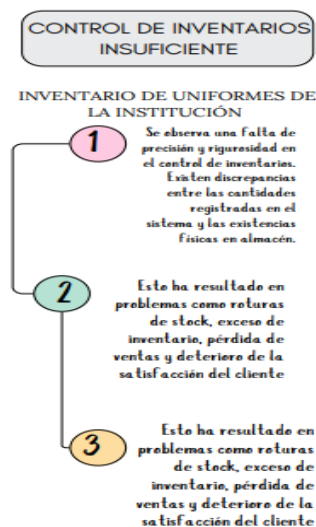 CONTROL DE INVENTARIOS
INSUFICIENTE
INVENTARIO DE UNIFORMES DE
LA INSTITUCIÓN
1
Se observa una falta de
precisión y rigurosidad en
el control de inventarios.
Existen discrepancias
entre las cantidades
registradas en el
sistema y las existencias
físicas en almacén.
2
Esto ha resultado en
problemas como roturas
de stock, exceso de
inventario, pérdida de
ventas y deterioro de la
satisfacción del cliente
3
Esto ha resultado en
problemas como roturas
de stock, exceso de
inventario, pérdida de
ventas y deterioro de la
satisfacción del cliente